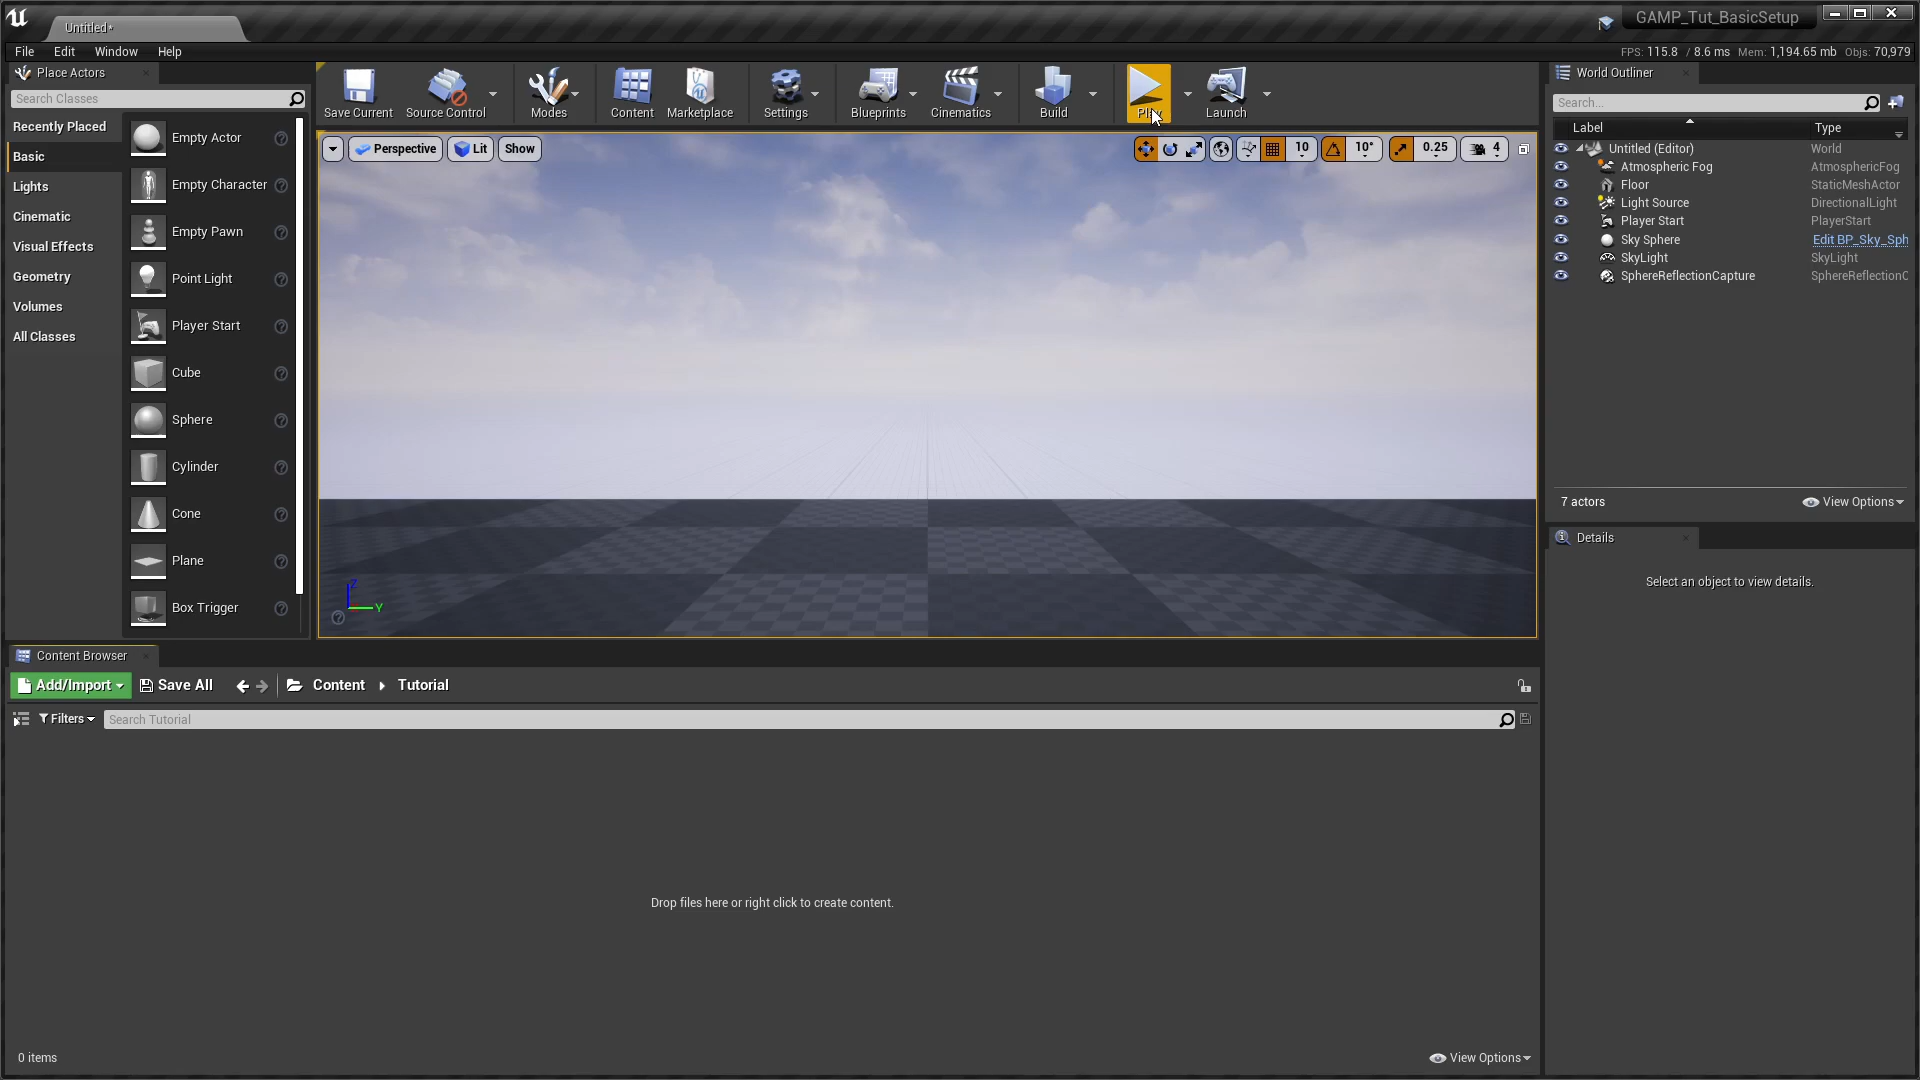 Untitled*
GAMP_Tut_BasicSetup
File Edit Window Help
FPS: 115.8 / 8.6 ms Mem: 1,194.65 mb Objs: 70,979
Place Actors
Search Classes
Recently Placed
Basic
Lights
Cinematic
Visual Effects
Geometry
Volumes
All Classes
Empty Actor
Empty Character
Empty Pawn
Point Light
Player Start
Cube
Sphere
Cylinder
Cone
Plane
Box Trigger
Save Current Source Control Modes Content Marketplace Settings Blueprints Cinematics Build Play Launch
Perspective Lit Show
10 10° 0.25 4
Z
Y
World Outliner
Search...
Label Type
Untitled (Editor) World
Atmospheric Fog AtmosphericFog
Floor StaticMeshActor
Light Source DirectionalLight
Player Start PlayerStart
Sky Sphere Edit BP_Sky_Sph
SkyLight SkyLight
SphereReflectionCapture SphereReflectionC
7 actors View Options
Details
Select an object to view details.
Content Browser
Add/Import Save All Content Tutorial
Filters Search Tutorial
Drop files here or right click to create content.
0 items View Options